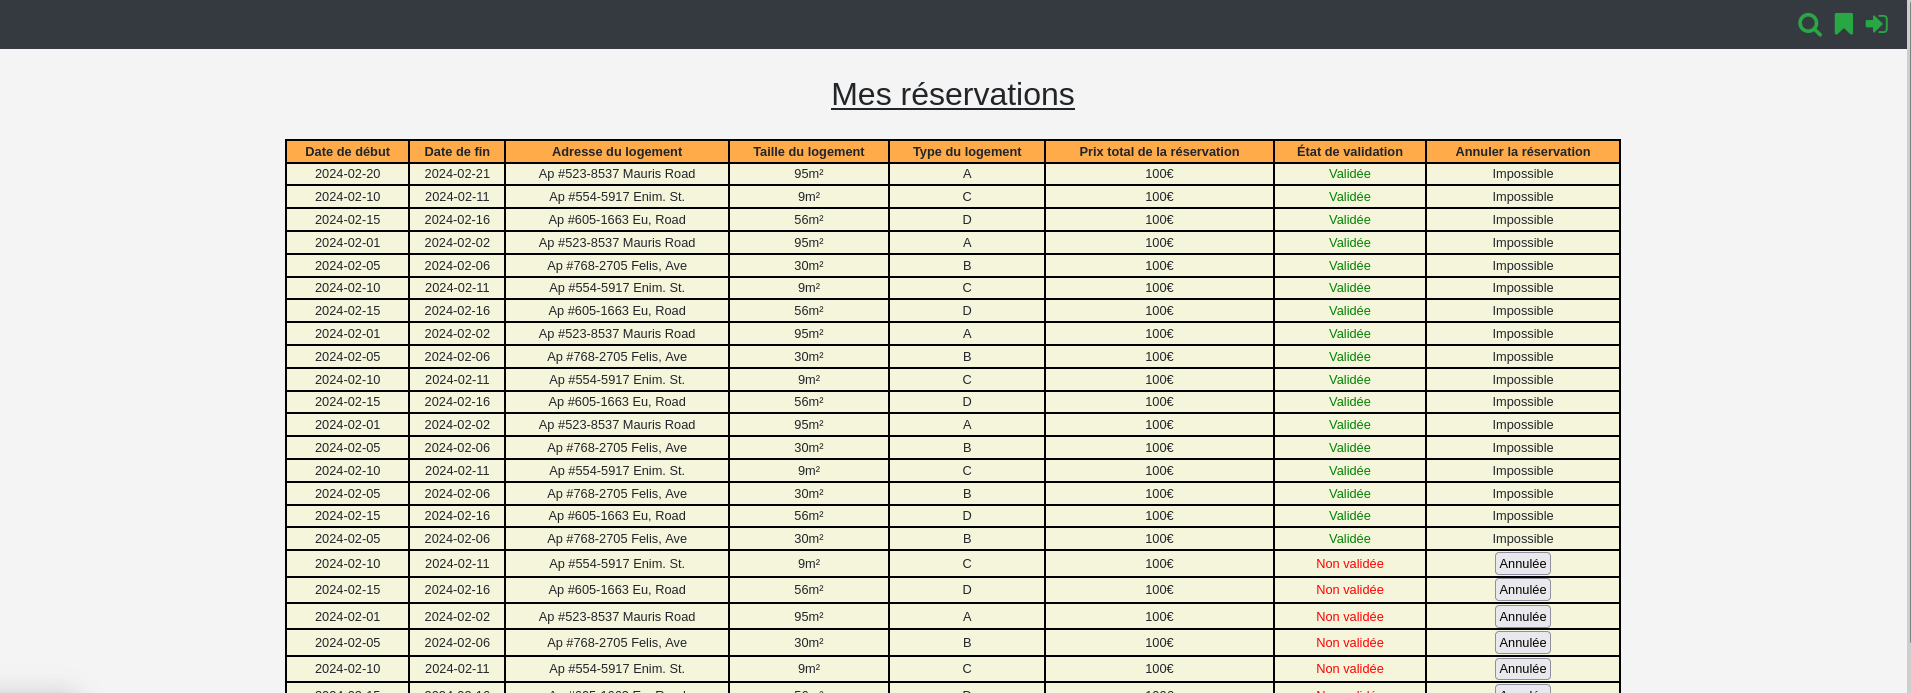 Mes réservations
Date de début Date de fin Adresse du logement Taille du logement Type du logement Prix total de la réservation État de validation Annuler la réservation
2024-02-20 2024-02-21 Ap #523-8537 Mauris Road 95m² A 100€ Validée Impossible
2024-02-10 2024-02-11 Ap #554-5917 Enim. St. 9m² C 100€ Validée Impossible
2024-02-15 2024-02-16 Ap #605-1663 Eu, Road 56m² D 100€ Validée Impossible
2024-02-01 2024-02-02 Ap #523-8537 Mauris Road 95m² A 100€ Validée Impossible
2024-02-05 2024-02-06 Ap #768-2705 Felis, Ave 30m² B 100€ Validée Impossible
2024-02-10 2024-02-11 Ap #554-5917 Enim. St. 9m² C 100€ Validée Impossible
2024-02-15 2024-02-16 Ap #605-1663 Eu, Road 56m² D 100€ Validée Impossible
2024-02-01 2024-02-02 Ap #523-8537 Mauris Road 95m² A 100€ Validée Impossible
2024-02-05 2024-02-06 Ap #768-2705 Felis, Ave 30m² B 100€ Validée Impossible
2024-02-10 2024-02-11 Ap #554-5917 Enim. St. 9m² C 100€ Validée Impossible
2024-02-15 2024-02-16 Ap #605-1663 Eu, Road 56m² D 100€ Validée Impossible
2024-02-01 2024-02-02 Ap #523-8537 Mauris Road 95m² A 100€ Validée Impossible
2024-02-05 2024-02-06 Ap #768-2705 Felis, Ave 30m² B 100€ Validée Impossible
2024-02-10 2024-02-11 Ap #554-5917 Enim. St. 9m² C 100€ Validée Impossible
2024-02-05 2024-02-06 Ap #768-2705 Felis, Ave 30m² B 100€ Validée Impossible
2024-02-15 2024-02-16 Ap #605-1663 Eu, Road 56m² D 100€ Validée Impossible
2024-02-05 2024-02-06 Ap #768-2705 Felis, Ave 30m² B 100€ Validée Impossible
2024-02-10 2024-02-11 Ap #554-5917 Enim. St. 9m² C 100€ Non validée Annulée
2024-02-15 2024-02-16 Ap #605-1663 Eu, Road 56m² D 100€ Non validée Annulée
2024-02-01 2024-02-02 Ap #523-8537 Mauris Road 95m² A 100€ Non validée Annulée
2024-02-05 2024-02-06 Ap #768-2705 Felis, Ave 30m² B 100€ Non validée Annulée
2024-02-10 2024-02-11 Ap #554-5917 Enim. St. 9m² C 100€ Non validée Annulée